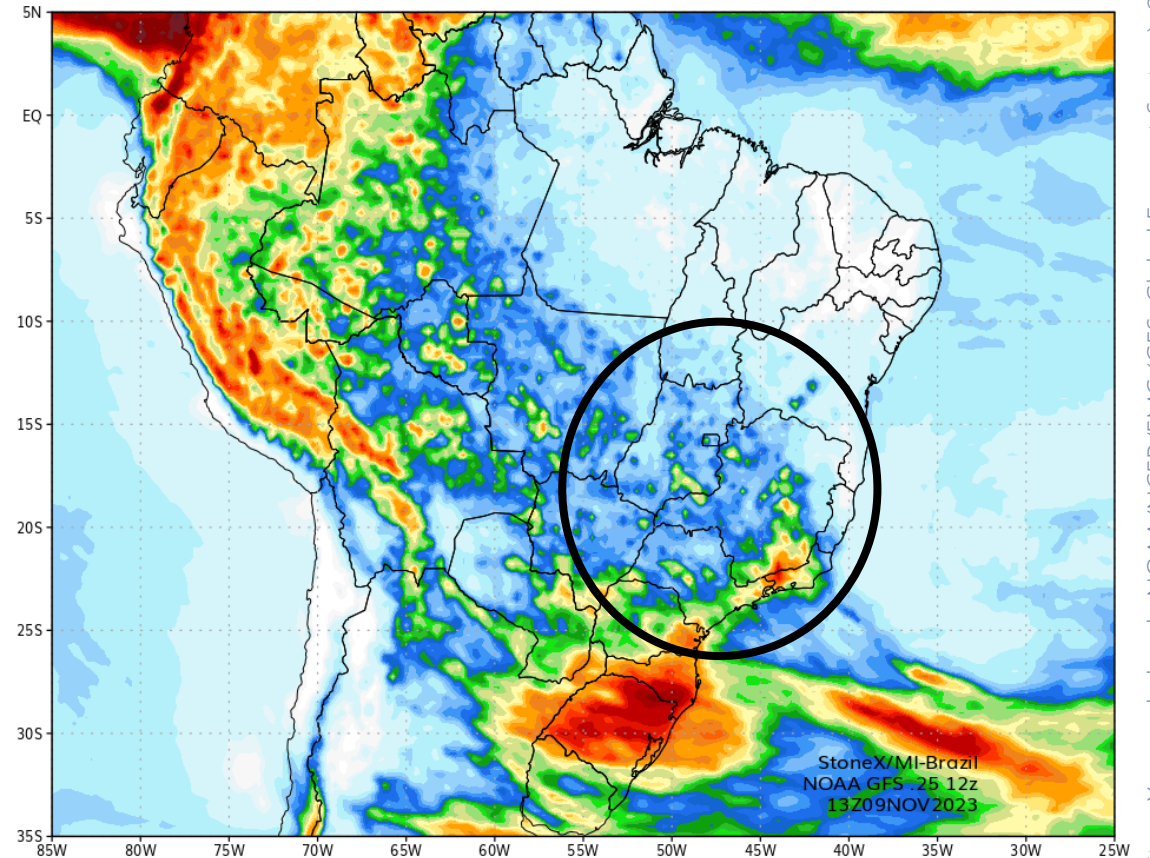 5N
EQ
5S
10S
15S
20S
25S
30S
35S
StoneX/MI-Brazil
NOAA GFS .25 12z
13Z09NOV2023
85W 80W 75W 70W 65W 60W 55W 50W 45W 40W 35W 30W 25W